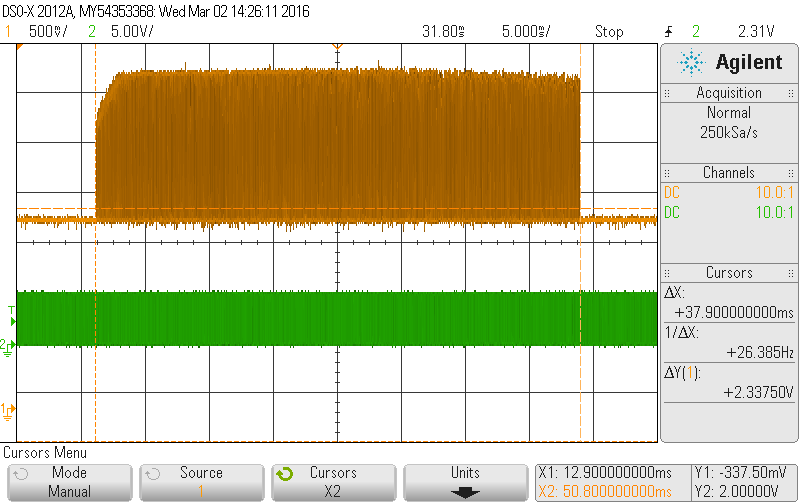 DSO-X 2012A, MY54353368: Wed Mar 02 14:26:11 2016
1 500℠/ 2 5.00V/ 31.80℠ 5.000℠/ Stop 2 2.31V
Agilent
Acquisition
Normal
250kSa/s
Channels
DC 10.0:1
DC 10.0:1
Cursors
ΔX:
+37.900000000ms
1/ΔX:
+26.385Hz
ΔY(1):
+2.33750V
T
2
1
Cursors Menu
Mode
Manual
Source
1
Cursors
X2
Units
X1: 12.900000000ms
X2: 50.800000000ms
Y1: -337.50mV
Y2: 2.00000V